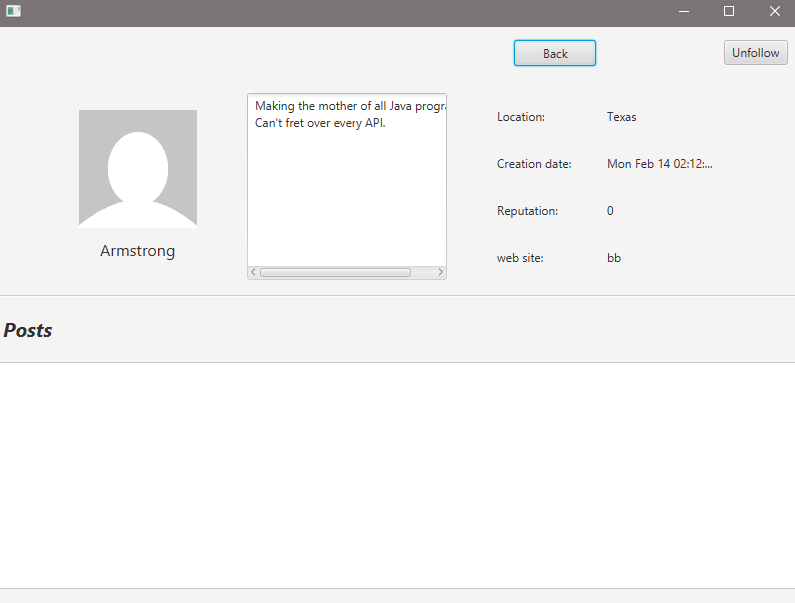 Back
Unfollow
Making the mother of all Java progr
Can't fret over every API.
Armstrong
Location: Texas
Creation date: Mon Feb 14 02:12:...
Reputation: 0
web site: bb
Posts